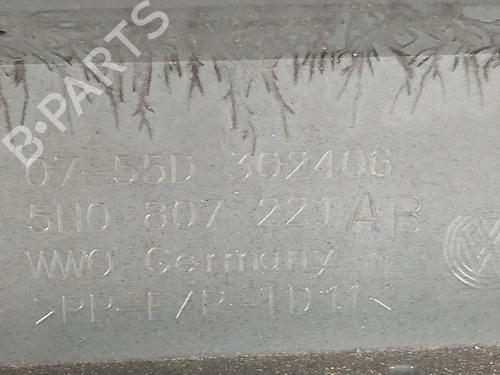 B-PARTS
07-55D 302406
5H0 807 221 AB
WWO Germany
>PP-E/P-TD11<